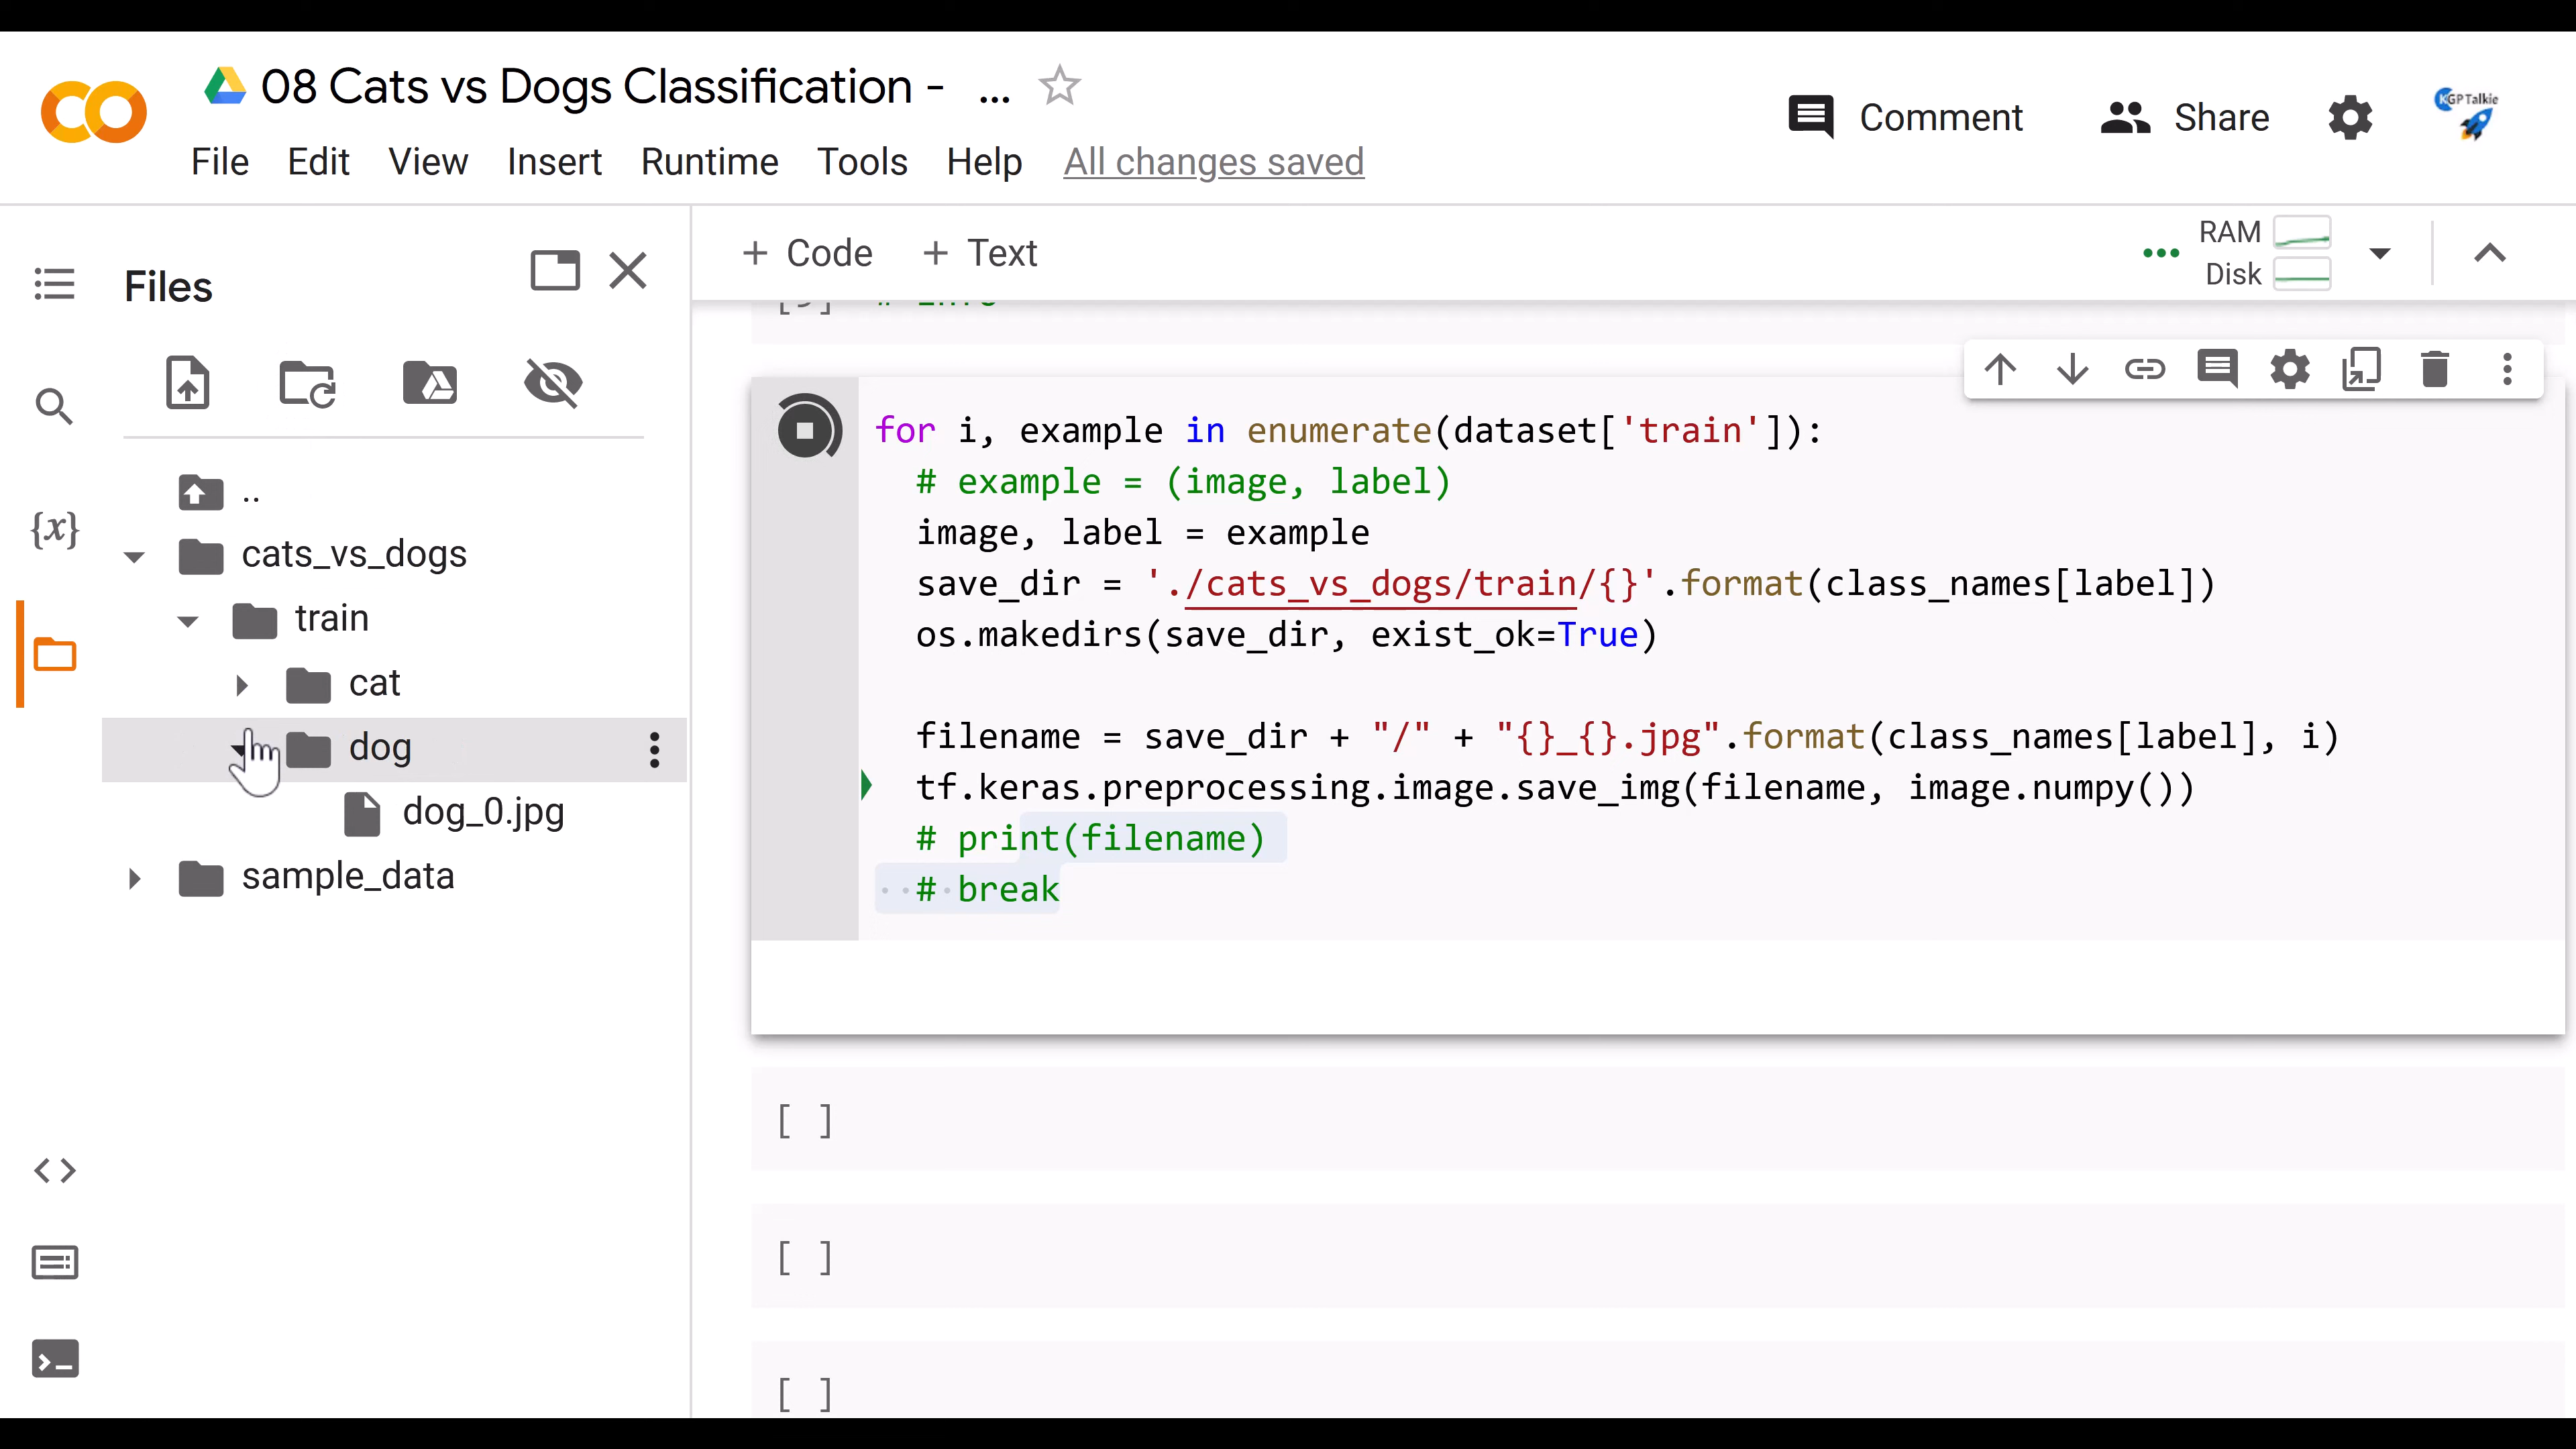 08 Cats vs Dogs Classification - ...
File Edit View Insert Runtime Tools Help All changes saved
Comment
Share
KGPTalkie
Files
..
cats_vs_dogs
train
cat
dog
dog_0.jpg
sample_data
{x}
+ Code + Text
RAM
Disk
for i, example in enumerate(dataset['train']):
# example = (image, label)
image, label = example
save_dir = './cats_vs_dogs/train/{}'.format(class_names[label])
os.makedirs(save_dir, exist_ok=True)
filename = save_dir + "/" + "{}_{}.jpg".format(class_names[label], i)
tf.keras.preprocessing.image.save_img(filename, image.numpy())
# print(filename)
# break
[ ]
[ ]
[ ]